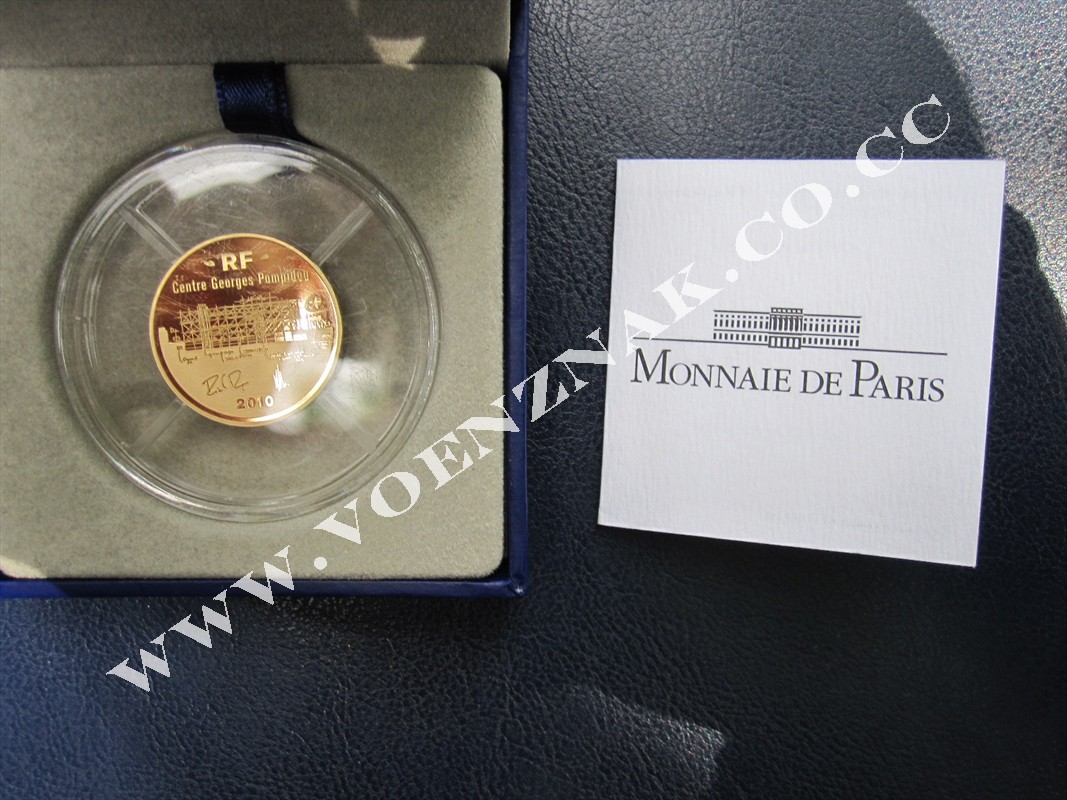 RF
Centre Georges Pompidou
2010
MONNAIE DE PARIS
WWW.VOENZNAK.CO.CC